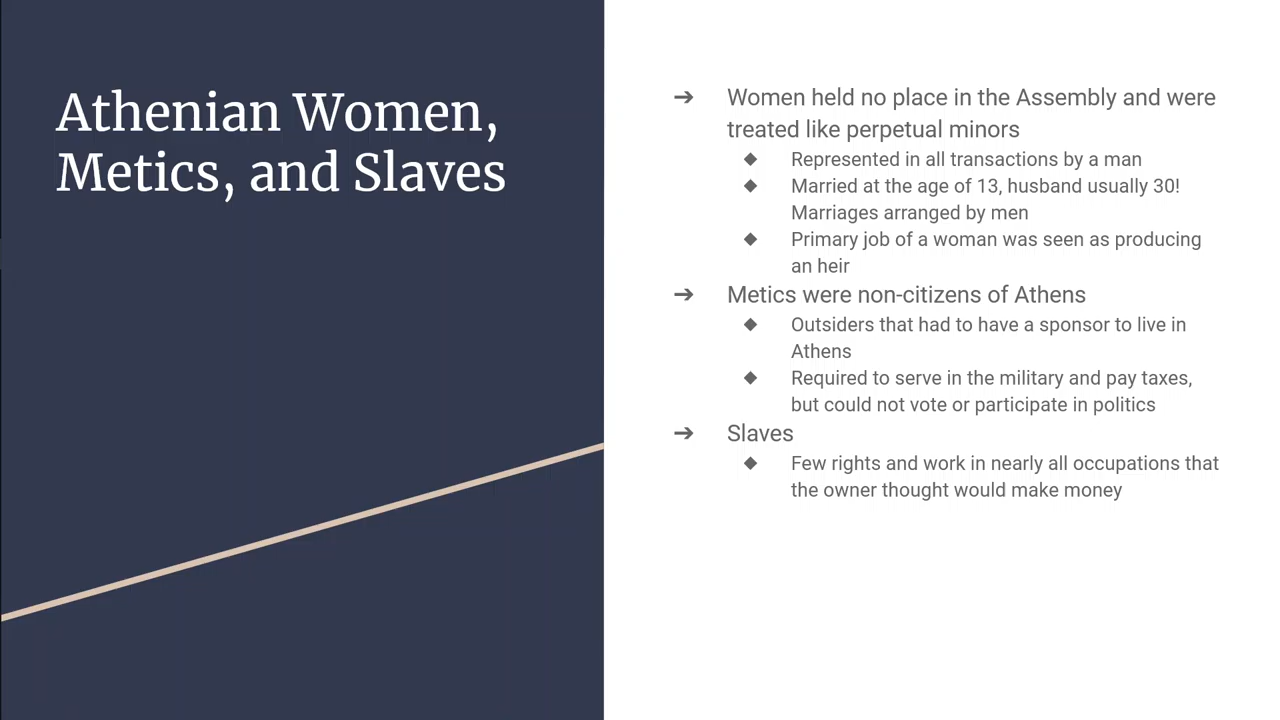 Athenian Women,
Metics, and Slaves
➔ Women held no place in the Assembly and were
treated like perpetual minors
◆ Represented in all transactions by a man
◆ Married at the age of 13, husband usually 30!
Marriages arranged by men
◆ Primary job of a woman was seen as producing
an heir
➔ Metics were non-citizens of Athens
◆ Outsiders that had to have a sponsor to live in
Athens
◆ Required to serve in the military and pay taxes,
but could not vote or participate in politics
➔ Slaves
◆ Few rights and work in nearly all occupations that
the owner thought would make money